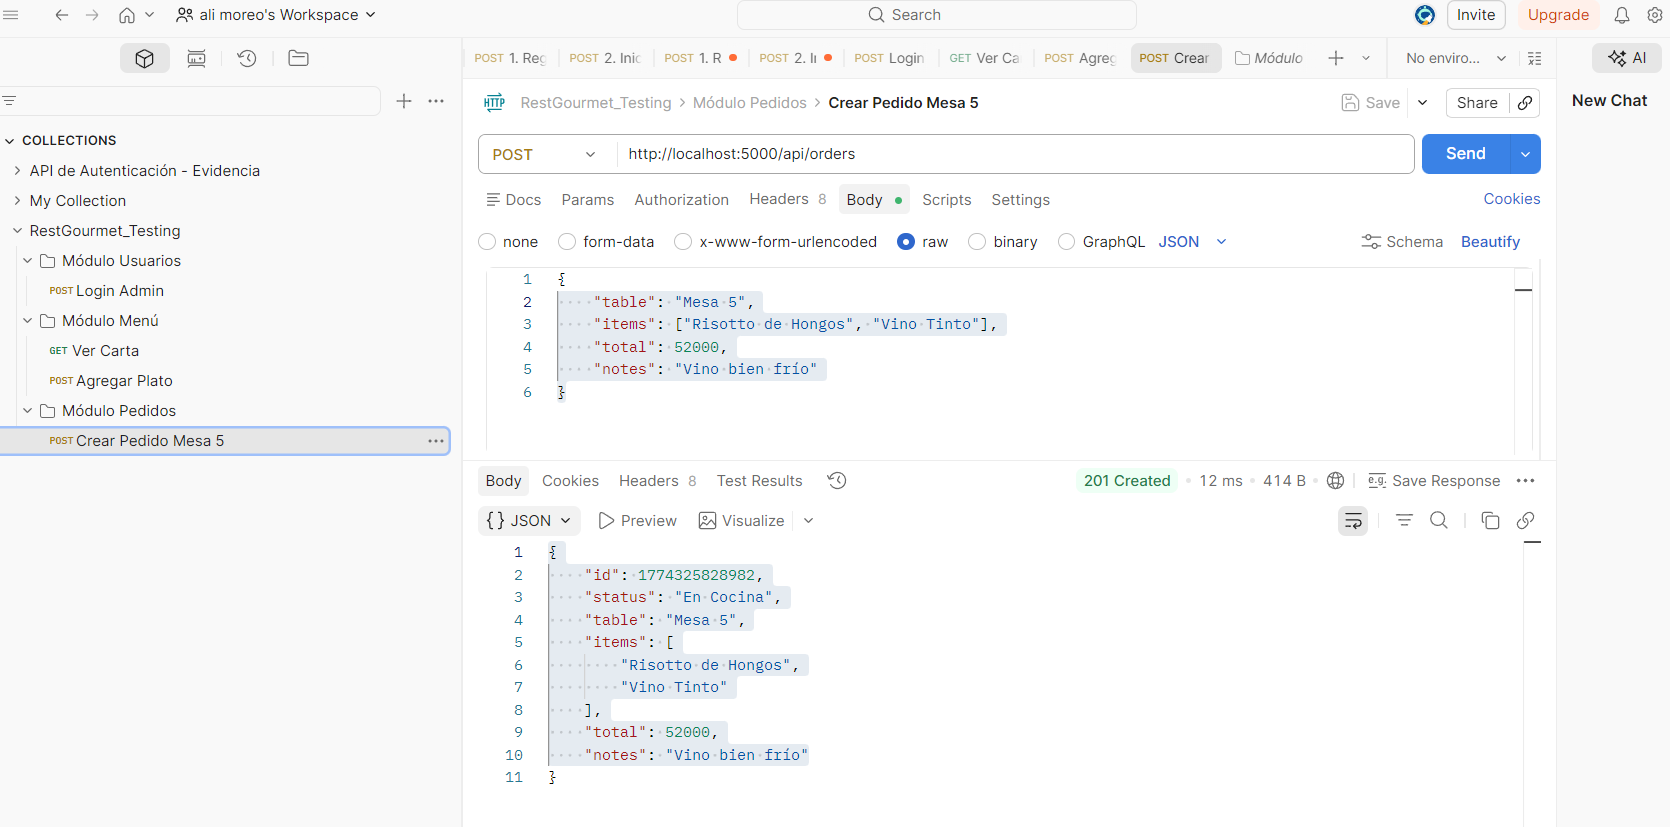 ali moreo's Workspace
Search
Invite
Upgrade
POST 1. Reg
POST 2. Inic
POST 1. R
POST 2. Ir
POST Login
GET Ver Ca
POST Agreg
POST Crear
Módulo
No enviro...
AI
New Chat
COLLECTIONS
API de Autenticación - Evidencia
My Collection
RestGourmet_Testing
Módulo Usuarios
POST Login Admin
Módulo Menú
GET Ver Carta
POST Agregar Plato
Módulo Pedidos
POST Crear Pedido Mesa 5
HTTP RestGourmet_Testing > Módulo Pedidos > Crear Pedido Mesa 5
Save
Share
POST http://localhost:5000/api/orders
Send
Docs Params Authorization Headers 8 Body Scripts Settings
Cookies
none form-data x-www-form-urlencoded raw binary GraphQL JSON
Schema Beautify
1 {
2 "table": "Mesa 5",
3 "items": ["Risotto de Hongos", "Vino Tinto"],
4 "total": 52000,
5 "notes": "Vino bien frío"
6 }
Body Cookies Headers 8 Test Results
201 Created 12 ms 414 B e.g. Save Response
{} JSON Preview Visualize
1 {
2 "id": 1774325828982,
3 "status": "En Cocina",
4 "table": "Mesa 5",
5 "items": [
6 "Risotto de Hongos",
7 "Vino Tinto"
8 ],
9 "total": 52000,
10 "notes": "Vino bien frío"
11 }